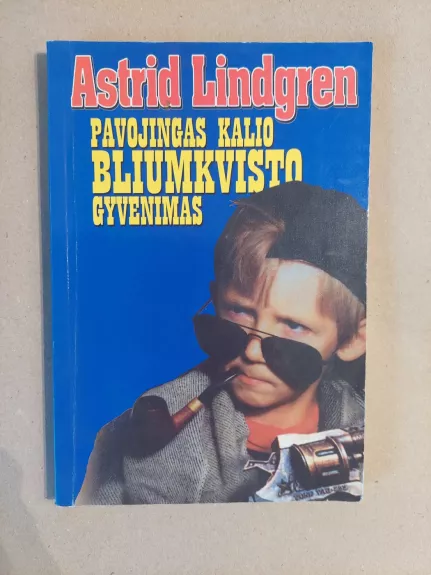 Astrid Lindgren
PAVOJINGAS KALIO
BLIUMKVISTO
GYVENIMAS